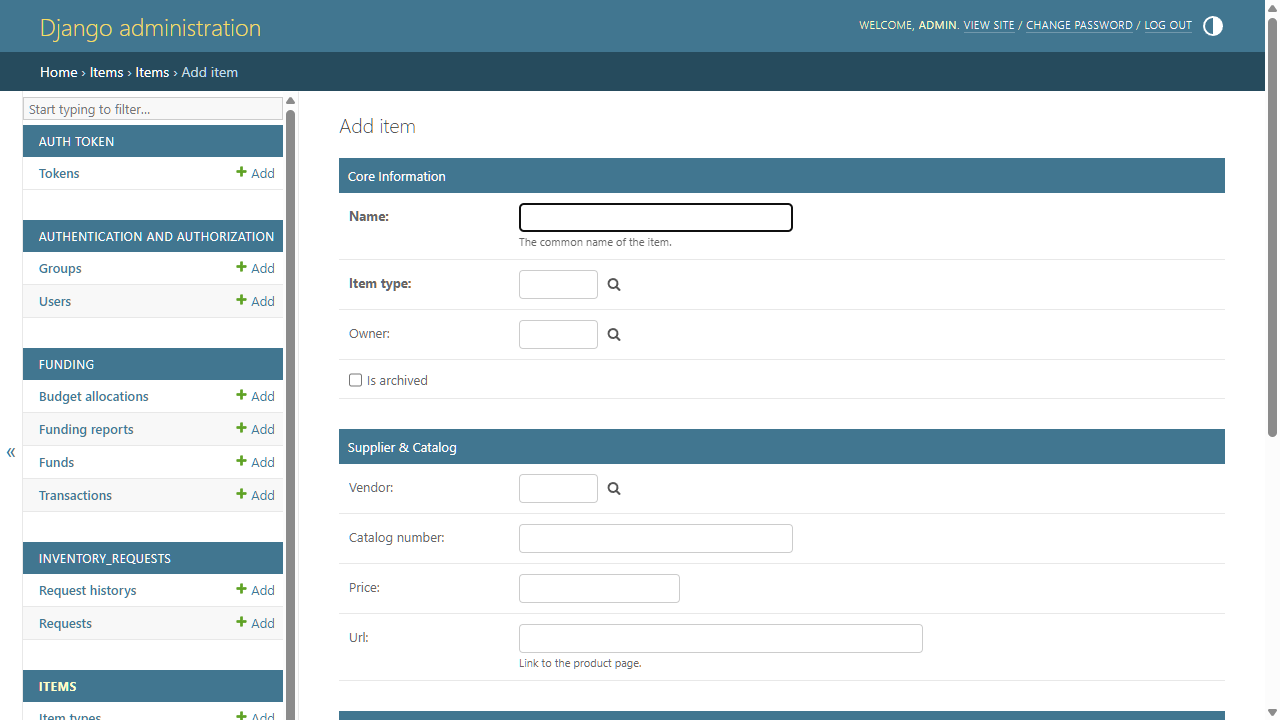 Django administration
WELCOME, ADMIN. VIEW SITE / CHANGE PASSWORD / LOG OUT
Home › Items › Items › Add item
Start typing to filter...
AUTH TOKEN
Tokens Add
AUTHENTICATION AND AUTHORIZATION
Groups Add
Users Add
FUNDING
Budget allocations Add
Funding reports Add
Funds Add
Transactions Add
INVENTORY_REQUESTS
Request historys Add
Requests Add
ITEMS
Item types Add
«
Add item
Core Information
Name:
The common name of the item.
Item type:
Owner:
Is archived
Supplier & Catalog
Vendor:
Catalog number:
Price:
Url:
Link to the product page.